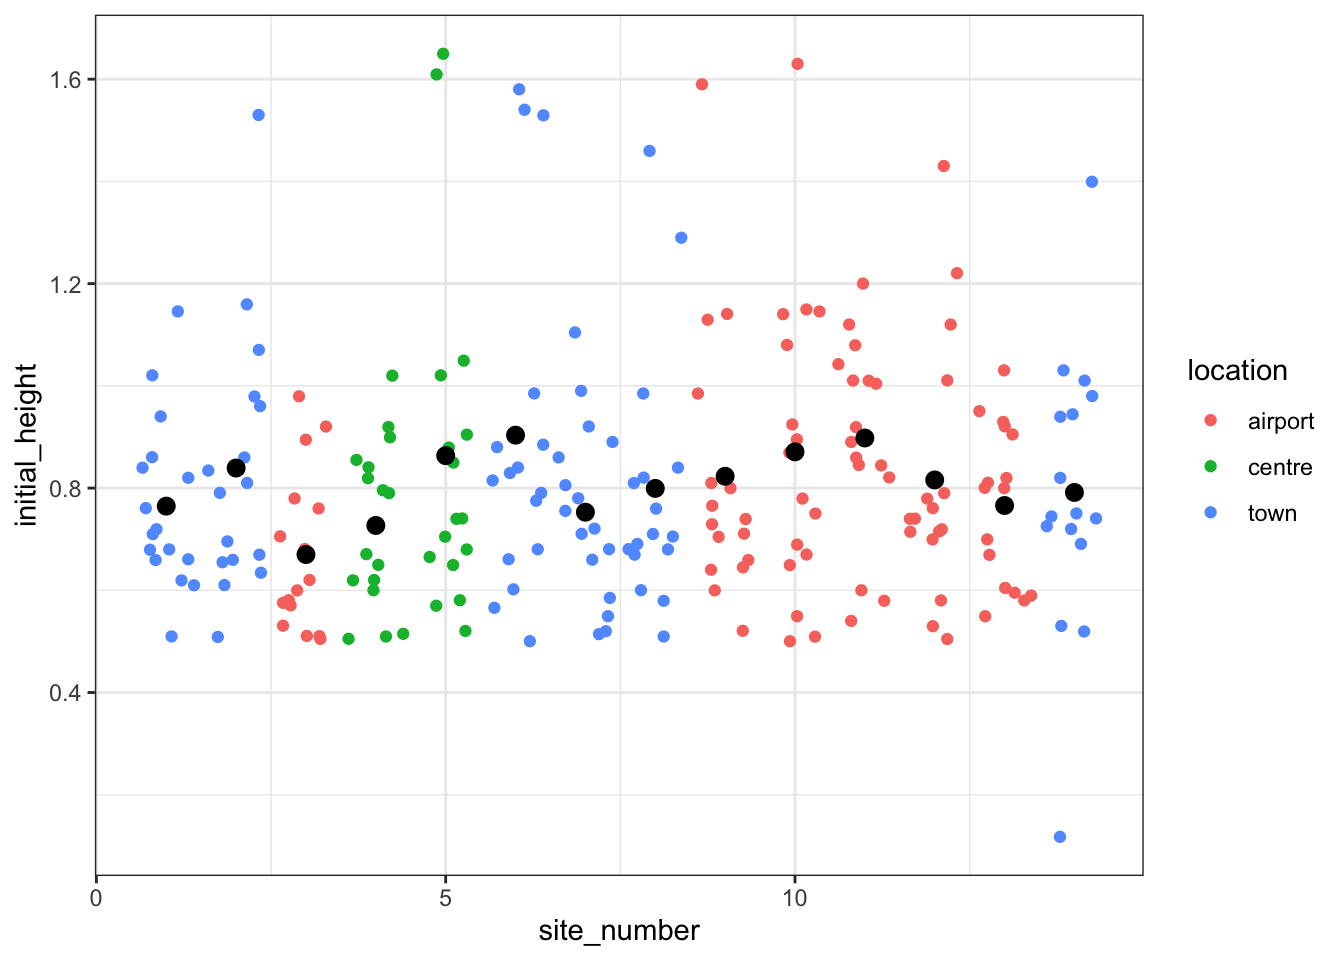 1.6
1.2
0.8
0.4
initial_height
0
5
10
site_number
location
airport
centre
town